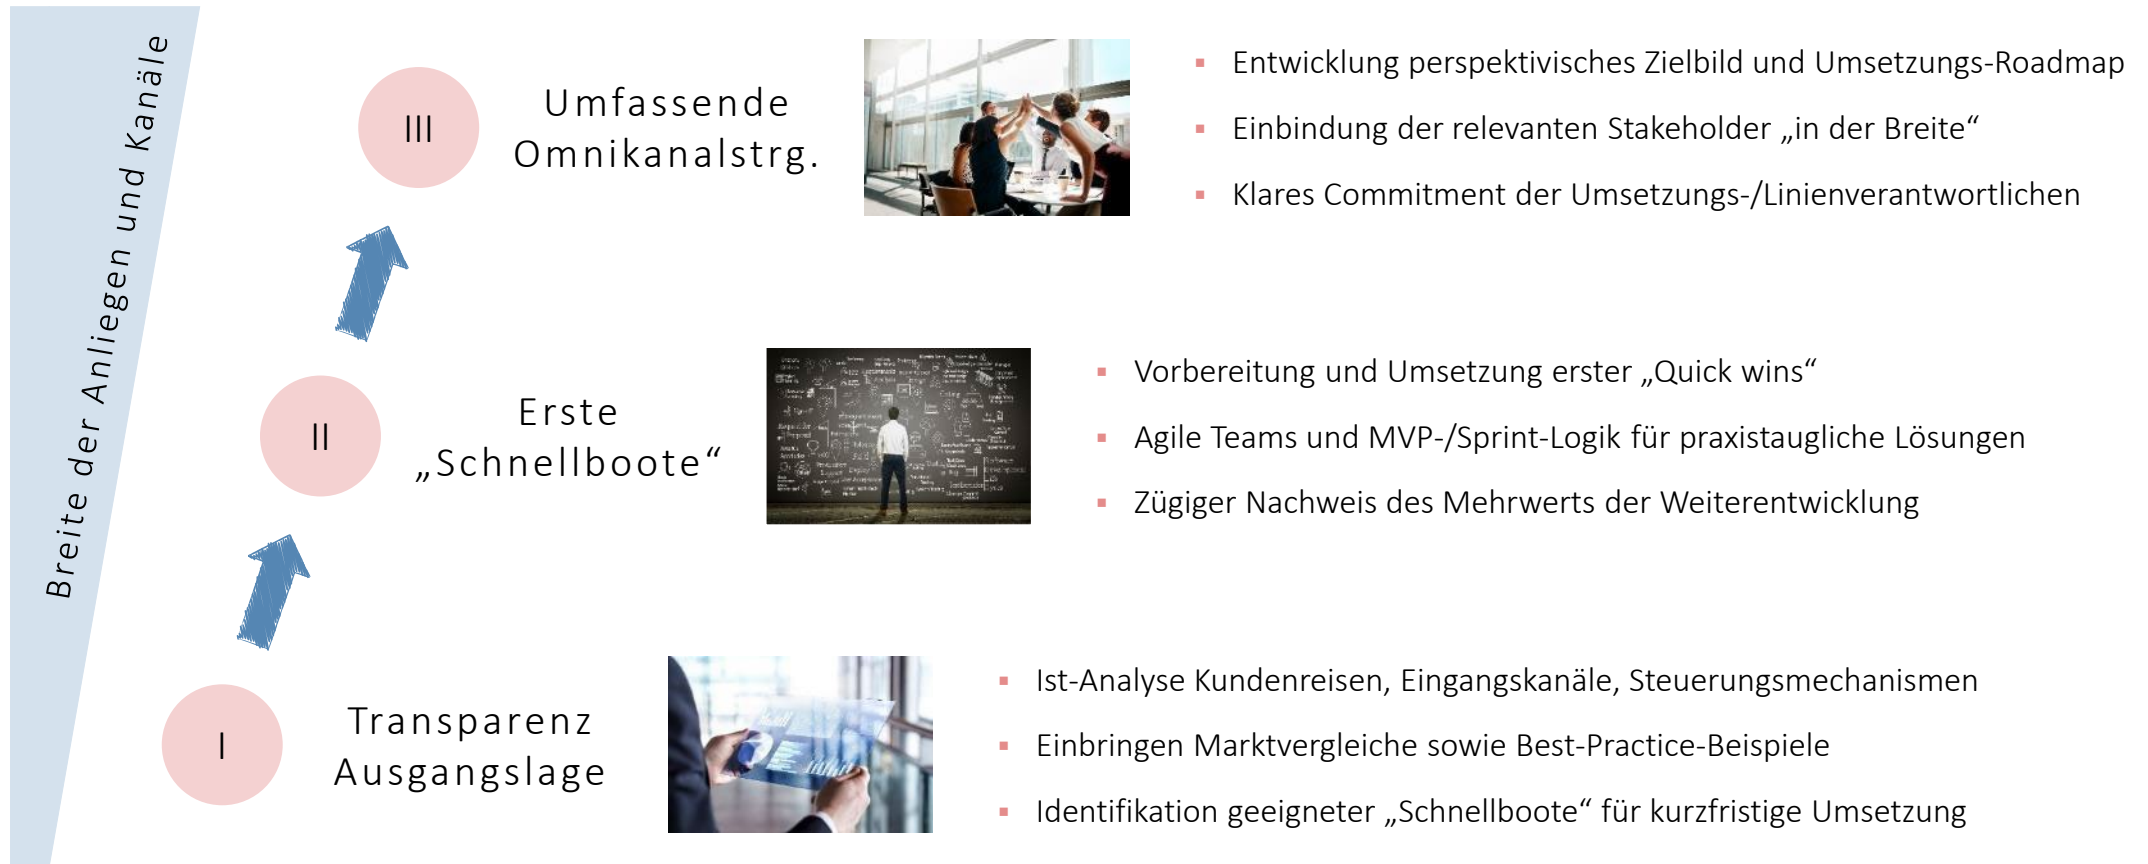 Breite der Anliegen und Kanäle
III
Umfassende
Omnikanalstrg.
▪ Entwicklung perspektivisches Zielbild und Umsetzungs-Roadmap
▪ Einbindung der relevanten Stakeholder „in der Breite“
▪ Klares Commitment der Umsetzungs-/Linienverantwortlichen
II
Erste
„Schnellboote“
▪ Vorbereitung und Umsetzung erster „Quick wins“
▪ Agile Teams und MVP-/Sprint-Logik für praxistaugliche Lösungen
▪ Zügiger Nachweis des Mehrwerts der Weiterentwicklung
I
Transparenz
Ausgangslage
▪ Ist-Analyse Kundenreisen, Eingangskanäle, Steuerungsmechanismen
▪ Einbringen Marktvergleiche sowie Best-Practice-Beispiele
▪ Identifikation geeigneter „Schnellboote“ für kurzfristige Umsetzung